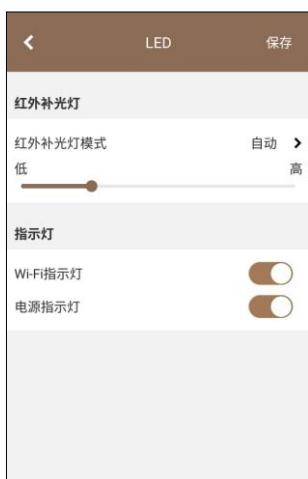 LED 保存
红外补光灯
红外补光灯模式 自动
低 高
指示灯
Wi-Fi指示灯
电源指示灯